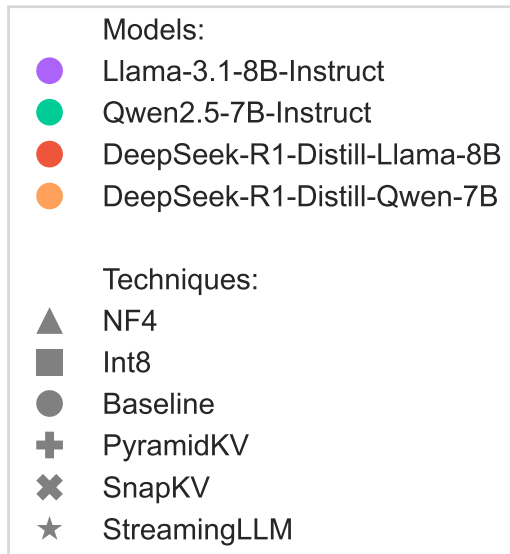 Models:
Llama-3.1-8B-Instruct
Qwen2.5-7B-Instruct
DeepSeek-R1-Distill-Llama-8B
DeepSeek-R1-Distill-Qwen-7B
Techniques:
NF4
Int8
Baseline
PyramidKV
SnapKV
StreamingLLM